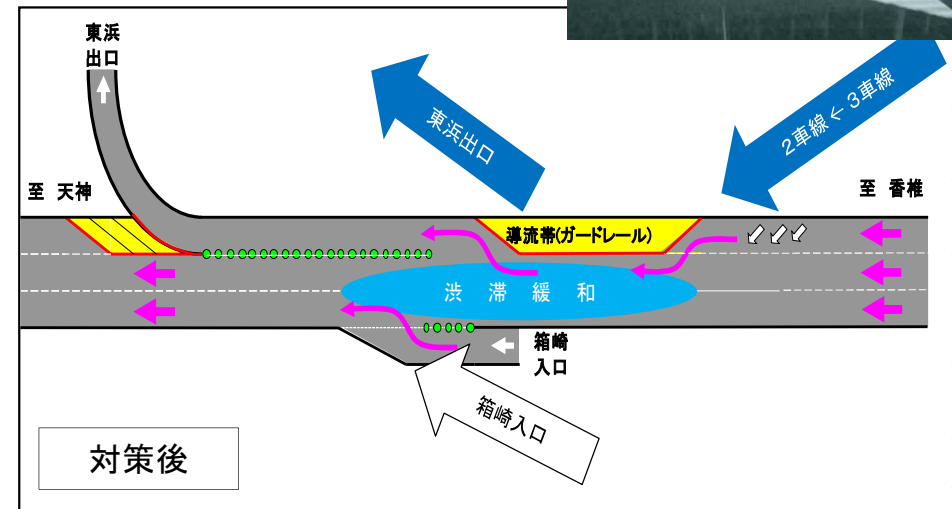 東浜
出口
東浜出口
2車線←3車線
至 天神
至 香椎
導流帯(ガードレール)
渋滞緩和
箱崎
入口
箱崎入口
対策後